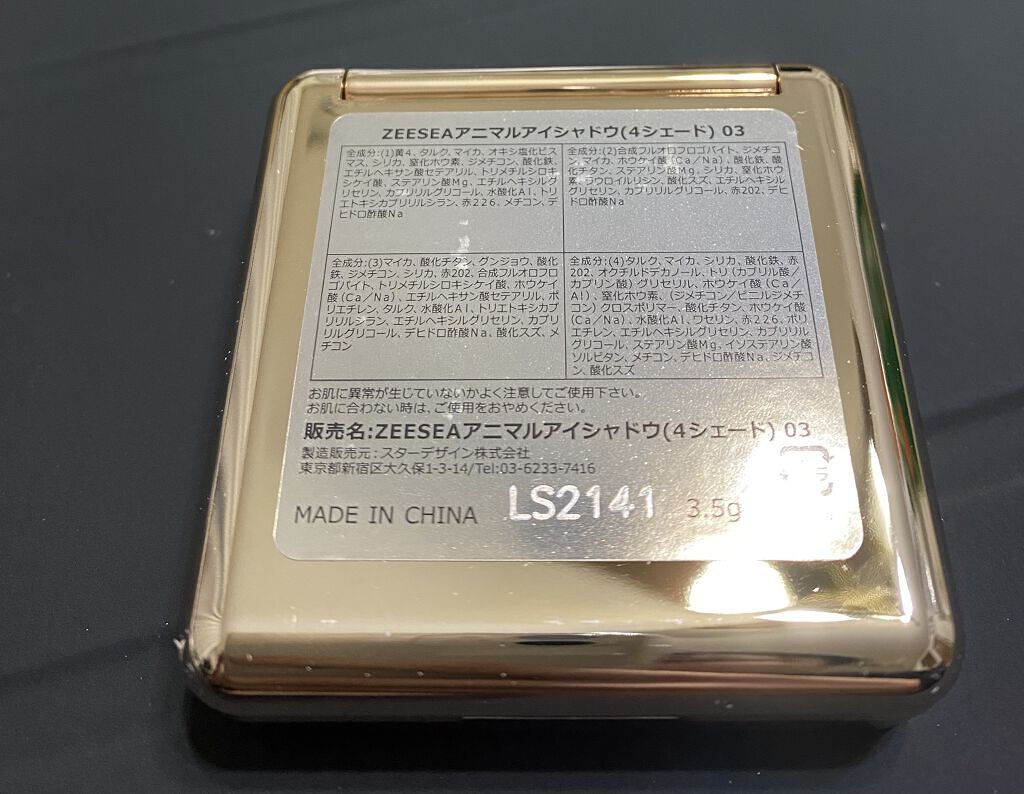 ZEESEAアニマルアイシャドウ(4シェード) 03
全成分:(1)黄4、タルク、マイカ、オキシ塩化ビス
マス、シリカ、窒化ホウ素、ジメチコン、酸化鉄、
エチルヘキサン酸セテアリル、トリメチルシロキ
シケイ酸、ステアリン酸Mg、エチルヘキシルグ
リセリン、カプリリルグリコール、水酸化Al、トリ
エトキシカプリリルシラン、赤226、メチコン、デ
ヒドロ酢酸Na
全成分:(2)合成フルオロフロゴパイト、ジメチコ
ン、マイカ、ホウケイ酸(Ca/Na)、酸化鉄、酸
化チタン、ステアリン酸Mg、シリカ、窒化ホウ
素、ラウロイルリシン、酸化スズ、エチルヘキシル
グリセリン、カプリリルグリコール、赤202、デヒ
ドロ酢酸Na
全成分:(3)マイカ、酸化チタン、グンジョウ、酸化
鉄、ジメチコン、シリカ、赤202、合成フルオロフロ
ゴパイト、トリメチルシロキシケイ酸、ホウケイ
酸(Ca/Na)、エチルヘキサン酸セテアリル、ポ
リエチレン、タルク、水酸化Al、トリエトキシカプ
リリルシラン、エチルヘキシルグリセリン、カプリ
リルグリコール、デヒドロ酢酸Na、酸化スズ、メ
チコン
全成分:(4)タルク、マイカ、シリカ、酸化鉄、赤
202、オクチルドデカノール、トリ(カプリル酸/
カプリン酸)グリセリル、ホウケイ酸(Ca/
Al)、窒化ホウ素、(ジメチコン/ビニルジメチ
コン)クロスポリマー、酸化チタン、ホウケイ酸
(Ca/Na)、水酸化Al、ワセリン、赤226、ポリ
エチレン、エチルヘキシルグリセリン、カプリリル
グリコール、ステアリン酸Mg、イソステアリン酸
ソルビタン、メチコン、デヒドロ酢酸Na、ジメチコ
ン、酸化スズ
お肌に異常が生じていないかよく注意してご使用下さい。
お肌に合わない時は、ご使用をおやめください。
販売名:ZEESEAアニマルアイシャドウ(4シェード) 03
製造販売元:スターデザイン株式会社
東京都新宿区大久保1-3-14/Tel:03-6233-7416
MADE IN CHINA LS2141 3.5g